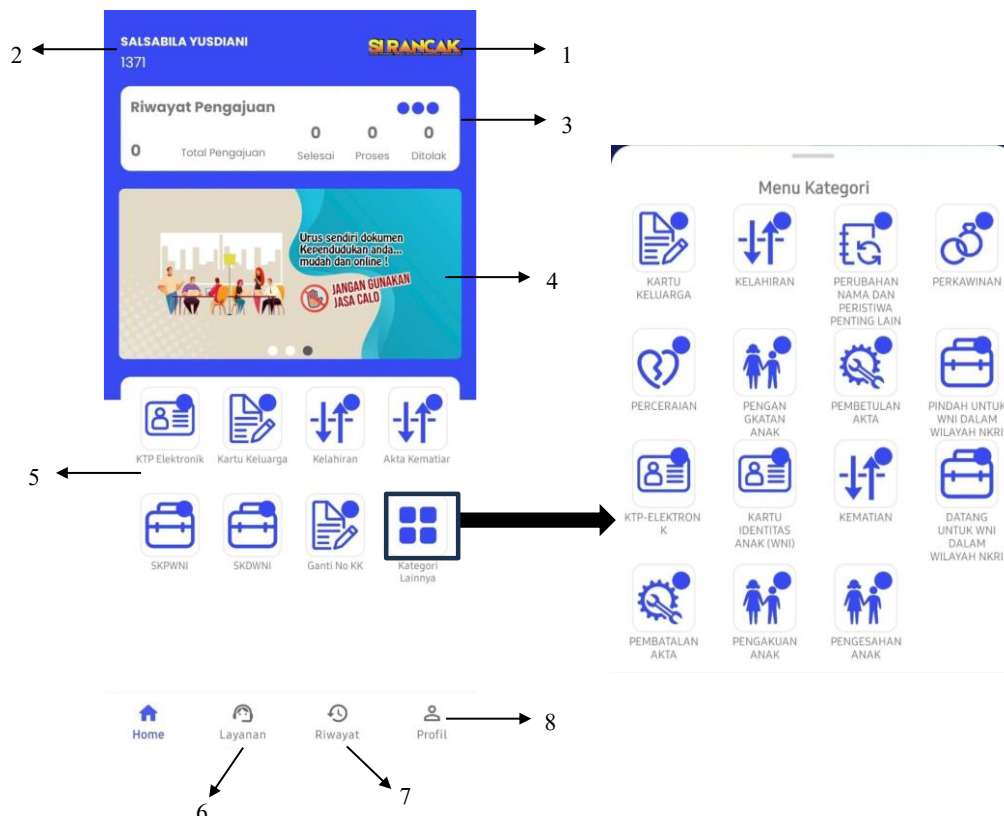 SALSABILA YUSDIANI
SI RANCAK
1371
2
1
Riwayat Pengajuan
3
0 0 0
0 Total Pengajuan Selesai Proses Ditolak
Urus sendiri dokumen
Kependudukan anda...
mudah dan online !
JANGAN GUNAKAN
JASA CALO
4
KTP Elektronik Kartu Keluarga Kelahiran Akta Kematiar
5
SKPWNI SKDWNI Ganti No KK Kategori
Lainnya
Home Layanan Riwayat Profil
8
6
7
Menu Kategori
KARTU
KELUARGA
KELAHIRAN
PERUBAHAN
NAMA DAN
PERISTIWA
PENTING LAIN
PERKAWINAN
PERCERAIAN
PENGAN
GKATAN
ANAK
PEMBETULAN
AKTA
PINDAH UNTUK
WNI DALAM
WILAYAH NKRI
KTP-ELEKTRON
K
KARTU
IDENTITAS
ANAK (WNI)
KEMATIAN
DATANG
UNTUK WNI
DALAM
WILAYAH NKRI
PEMBATALAN
AKTA
PENGAKUAN
ANAK
PENGESAHAN
ANAK